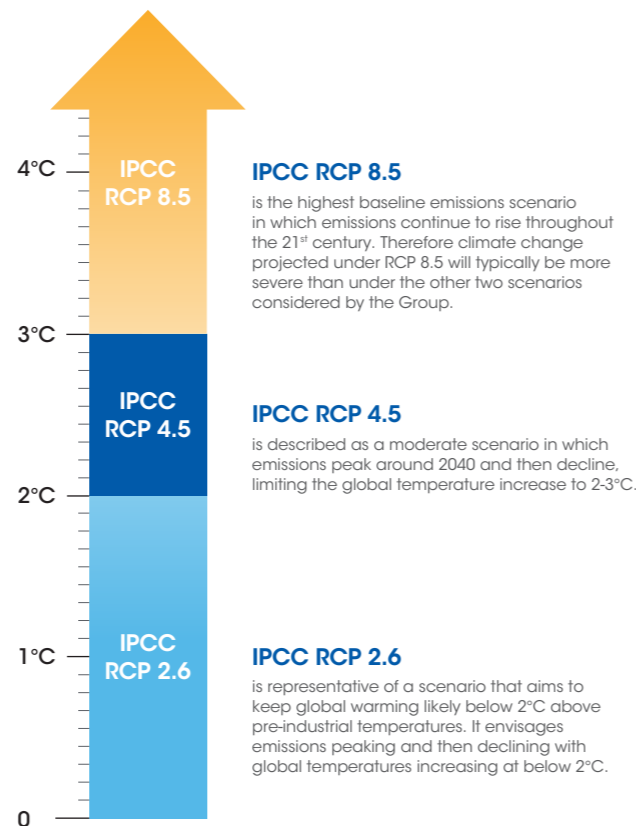 4°C
IPCC
RCP 8.5
IPCC RCP 8.5
is the highest baseline emissions scenario
in which emissions continue to rise throughout
the 21st century. Therefore climate change
projected under RCP 8.5 will typically be more
severe than under the other two scenarios
considered by the Group.
3°C
IPCC
RCP 4.5
IPCC RCP 4.5
is described as a moderate scenario in which
emissions peak around 2040 and then decline,
limiting the global temperature increase to 2-3°C.
2°C
IPCC
RCP 2.6
1°C
IPCC RCP 2.6
is representative of a scenario that aims to
keep global warming likely below 2°C above
pre-industrial temperatures. It envisages
emissions peaking and then declining with
global temperatures increasing at below 2°C.
0